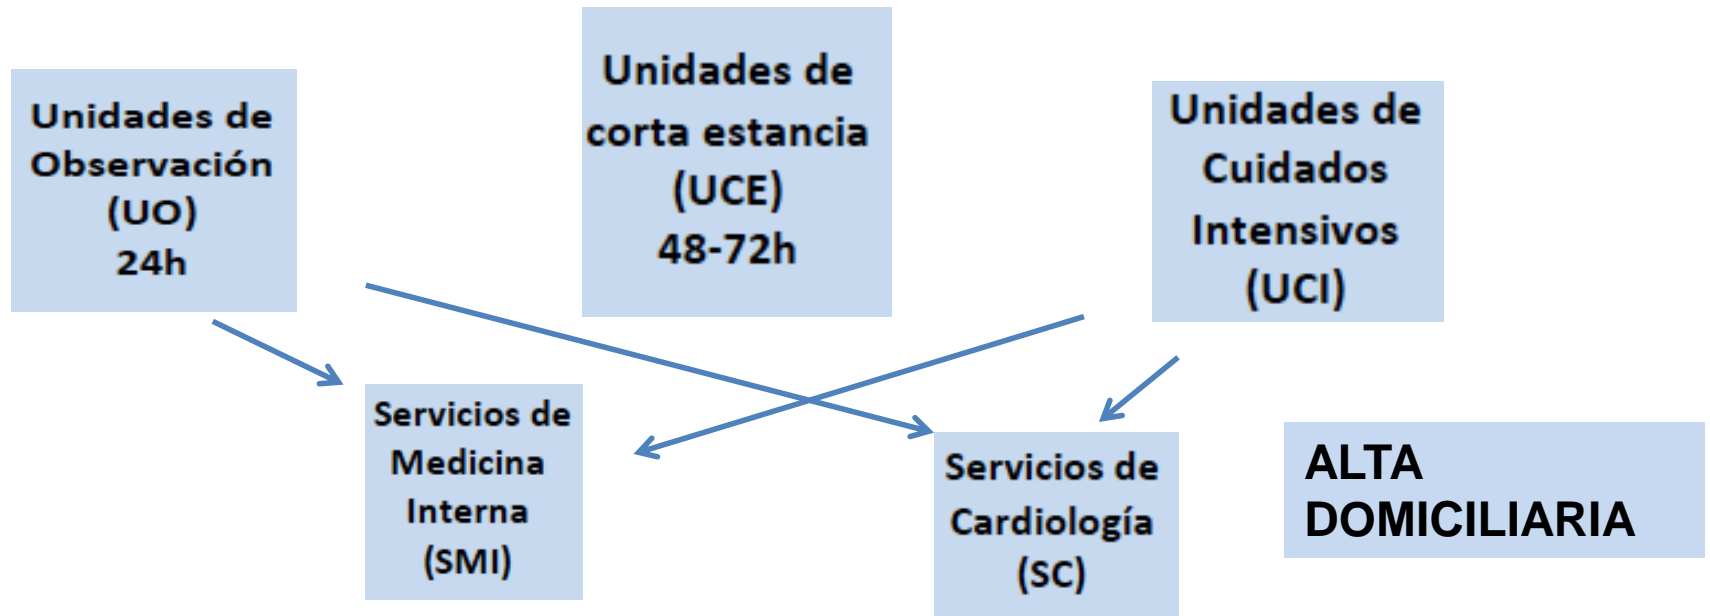 Unidades de
Observación
(UO)
24h
Unidades de
corta estancia
(UCE)
48-72h
Unidades de
Cuidados
Intensivos
(UCI)
Servicios de
Medicina
Interna
(SMI)
Servicios de
Cardiología
(SC)
ALTA
DOMICILIARIA